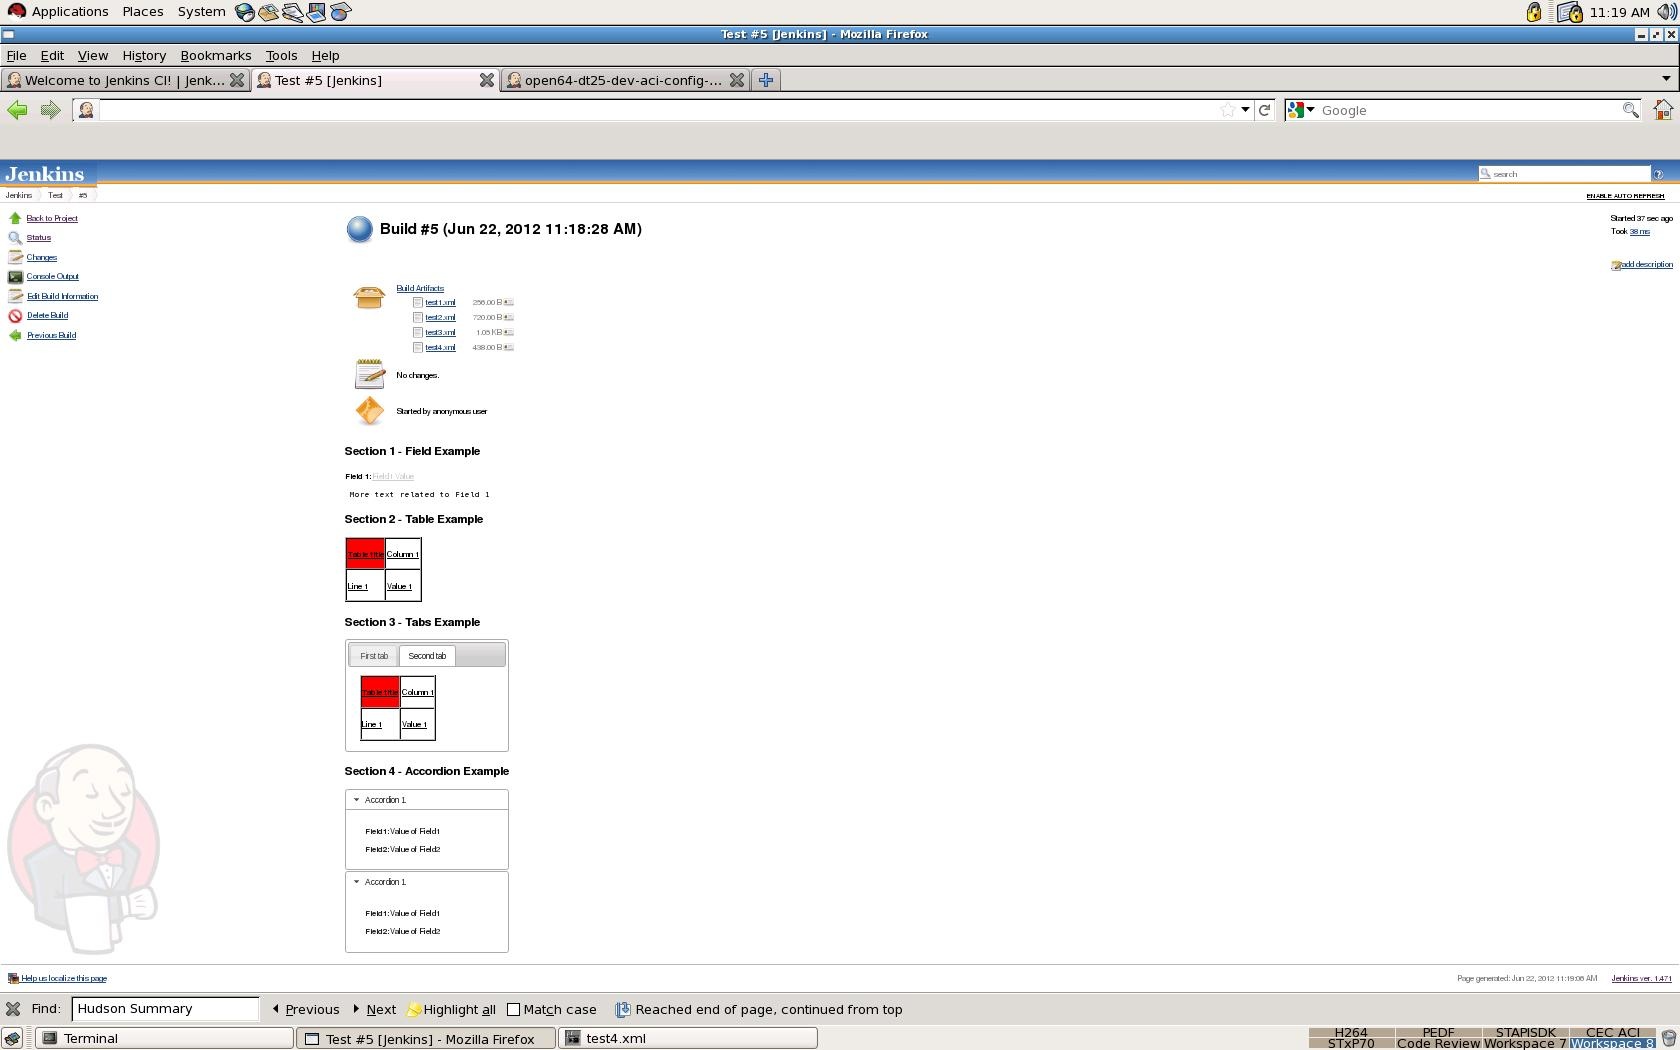 Applications Places System 11:19 AM
Test #5 [Jenkins] - Mozilla Firefox
File Edit View History Bookmarks Tools Help
Welcome to Jenkins CI! | Jenk... Test #5 [Jenkins] open64-dt25-dev-aci-config-...
Google
Jenkins
search
Jenkins Test #5
ENABLE AUTO REFRESH
Back to Project
Status
Changes
Console Output
Edit Build Information
Delete Build
Previous Build
Build #5 (Jun 22, 2012 11:18:28 AM)
Started 37 sec ago
Took 38 ms
add description
Build Artifacts
test1.xml 256.00 B
test2.xml 720.00 B
test3.xml 1.05 KB
test4.xml 438.00 B
No changes.
Started by anonymous user
Section 1 - Field Example
Field 1: Field1 Value
More text related to Field 1
Section 2 - Table Example
Table title Column 1
Line 1 Value 1
Section 3 - Tabs Example
First tab Second tab
Table title Column 1
Line 1 Value 1
Section 4 - Accordion Example
Accordion 1
Field1:Value of Field1
Field2:Value of Field2
Accordion 1
Field1:Value of Field1
Field2:Value of Field2
Help us localize this page
Page generated: Jun 22, 2012 11:19:06 AM Jenkins ver. 1.471
Find: Hudson Summary Previous Next Highlight all Match case Reached end of page, continued from top
Terminal Test #5 [Jenkins] - Mozilla Firefox test4.xml
H264 PEDF STAPISDK CEC ACI
STxP70 Code Review Workspace 7 Workspace 8